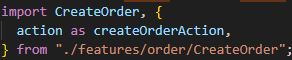 import CreateOrder, {
  action as createOrderAction,
} from "./features/order/CreateOrder";